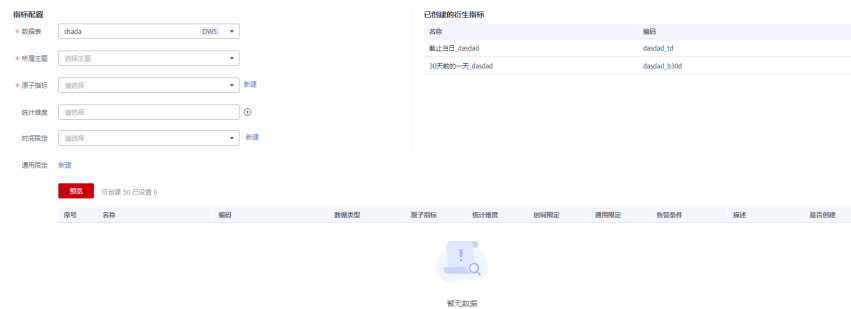 指标配置
* 数据表 dsada DWS
* 所属主题 选择主题
* 原子指标 请选择 新建
统计维度 请选择
时间限定 请选择 新建
通用限定 新建
已创建的衍生指标
名称 编码
截止当日_dasdad dasdad_td
30天前的一天_dasdad dasdad_b30d
预览 可创建 50 已设置 0
序号 名称 编码 数据类型 原子指标 统计维度 时间限定 通用限定 告警条件 描述 是否创建
暂无数据